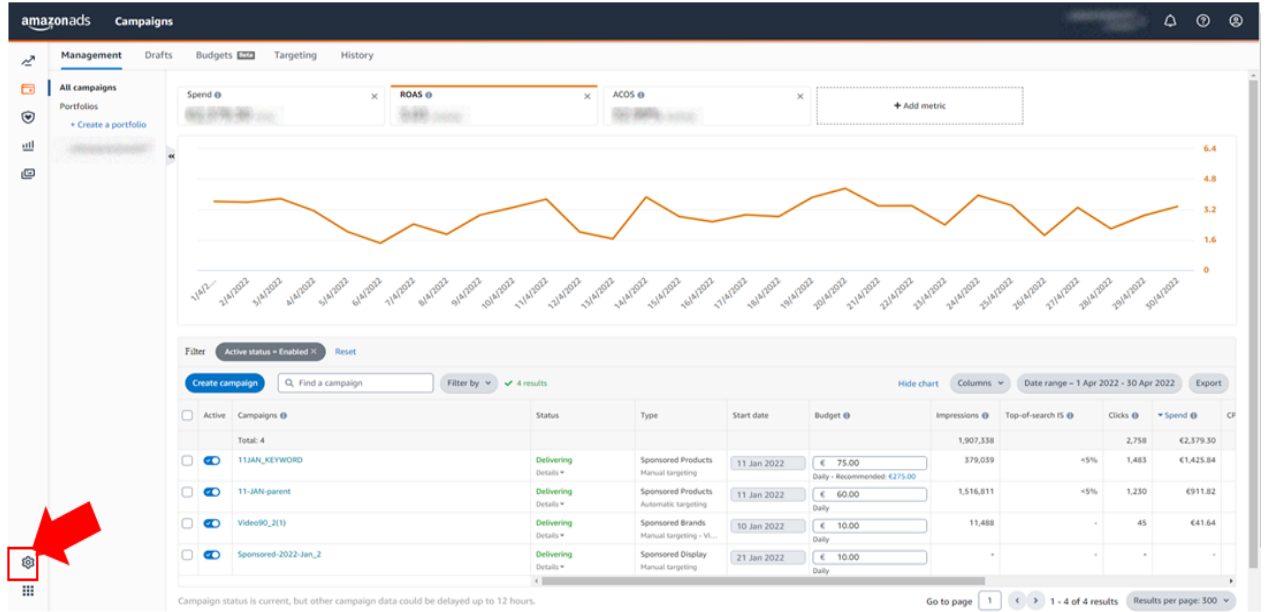 amazonads Campaigns
Management Drafts Budgets Beta Targeting History
All campaigns
Portfolios
+ Create a portfolio
Spend ROAS ACOS + Add metric
6.4
4.8
3.2
1.6
0
1/4/2... 2/4/2022 3/4/2022 4/4/2022 5/4/2022 6/4/2022 7/4/2022 8/4/2022 9/4/2022 10/4/2022 11/4/2022 12/4/2022 13/4/2022 14/4/2022 15/4/2022 16/4/2022 17/4/2022 18/4/2022 19/4/2022 20/4/2022 21/4/2022 22/4/2022 23/4/2022 24/4/2022 25/4/2022 26/4/2022 27/4/2022 28/4/2022 29/4/2022 30/4/2022
Filter Active status = Enabled × Reset
Create campaign Find a campaign Filter by 4 results Hide chart Columns Date range – 1 Apr 2022 - 30 Apr 2022 Export
Active Campaigns Status Type Start date Budget Impressions Top-of-search IS Clicks Spend CP
Total: 4 1,907,338 2,758 €2,379.30
11JAN_KEYWORD Delivering Sponsored Products 11 Jan 2022 € 75.00 379,039 <5% 1,483 €1,425.84
Details Manual targeting Daily - Recommended: €275.00
11-JAN-parent Delivering Sponsored Products 11 Jan 2022 € 60.00 1,516,811 <5% 1,230 €911.82
Details Automatic targeting Daily
Video90_2(1) Delivering Sponsored Brands 10 Jan 2022 € 10.00 11,488 - 45 €41.64
Details Manual targeting - Vi... Daily
Sponsored-2022-Jan_2 Delivering Sponsored Display 21 Jan 2022 € 10.00 - - - -
Details Manual targeting Daily
Campaign status is current, but other campaign data could be delayed up to 12 hours. Go to page 1 1 - 4 of 4 results Results per page: 300